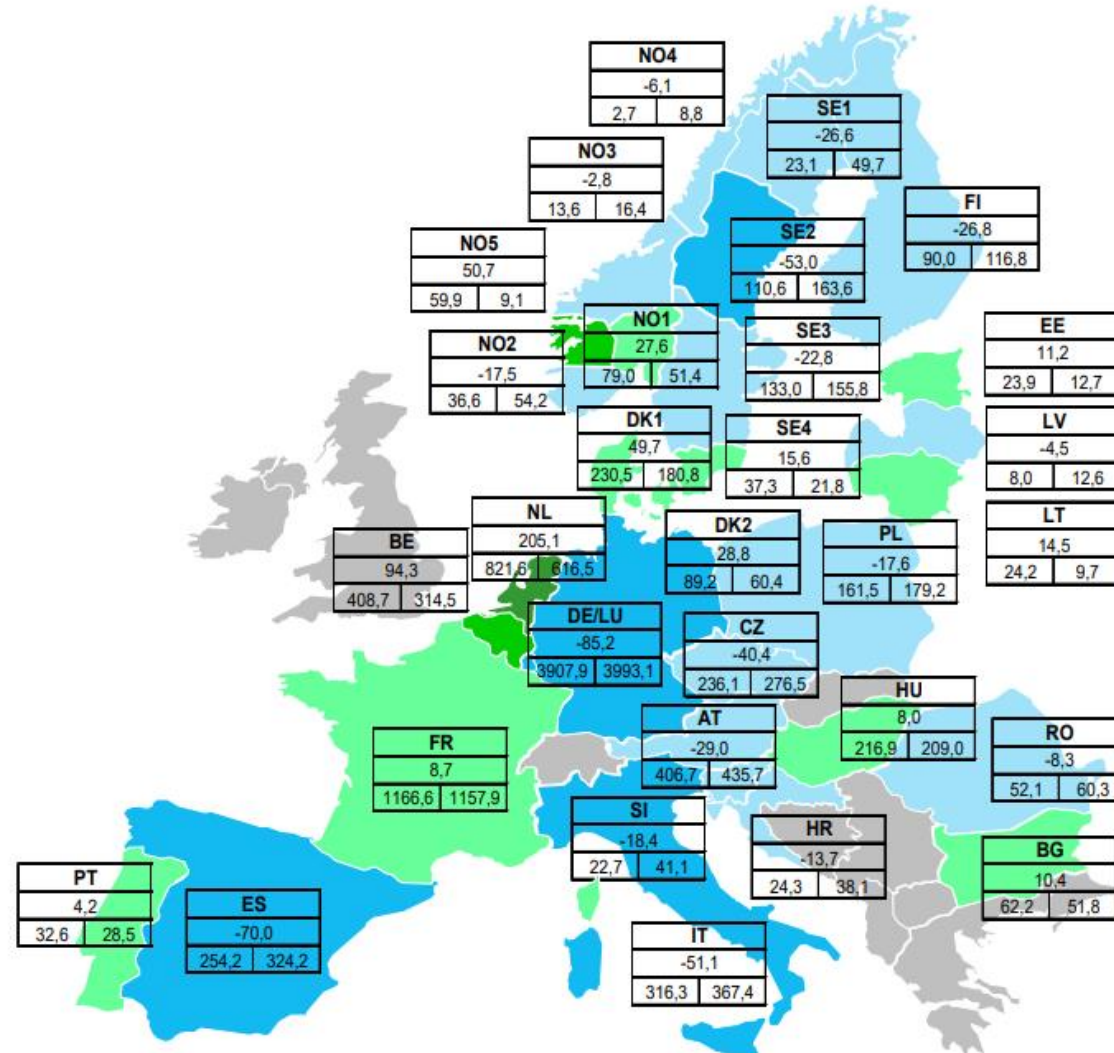 NO4
-6,1
2,7 8,8
SE1
-26,6
23,1 49,7
NO3
-2,8
13,6 16,4
FI
-26,8
90,0 116,8
SE2
-53,0
110,6 163,6
NO5
50,7
59,9 9,1
NO1
27,6
79,0 51,4
SE3
-22,8
133,0 155,8
EE
11,2
23,9 12,7
NO2
-17,5
36,6 54,2
DK1
49,7
230,5 180,8
SE4
15,6
37,3 21,8
LV
-4,5
8,0 12,6
NL
205,1
821,6 616,5
DK2
28,8
89,2 60,4
LT
14,5
24,2 9,7
BE
94,3
408,7 314,5
PL
-17,6
161,5 179,2
DE/LU
-85,2
3907,9 3993,1
CZ
-40,4
236,1 276,5
HU
8,0
216,9 209,0
AT
-29,0
406,7 435,7
RO
-8,3
52,1 60,3
FR
8,7
1166,6 1157,9
SI
-18,4
22,7 41,1
HR
-13,7
24,3 38,1
BG
10,4
62,2 51,8
PT
4,2
32,6 28,5
ES
-70,0
254,2 324,2
IT
-51,1
316,3 367,4